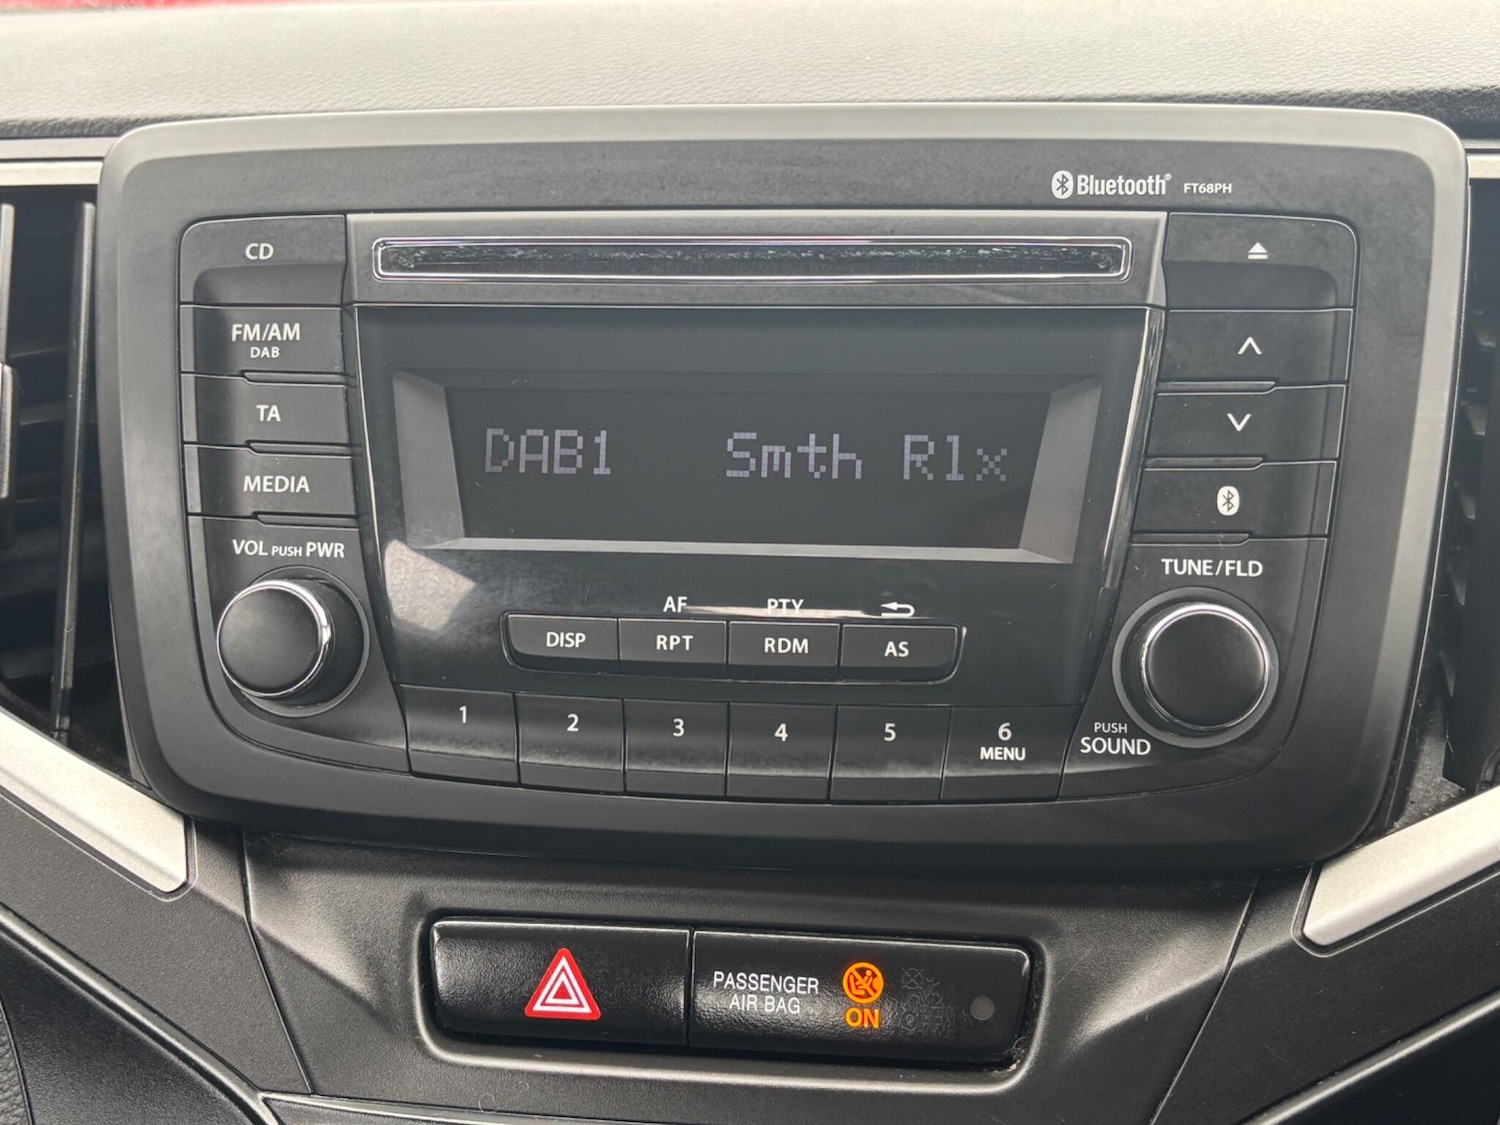 Bluetooth® FT68PH
CD
FM/AM
DAB
TA
MEDIA
DAB1 Smth Rlx
VOL PUSH PWR
TUNE/FLD
AF PTY
DISP RPT RDM AS
1 2 3 4 5 6
MENU
PUSH
SOUND
PASSENGER
AIR BAG
ON